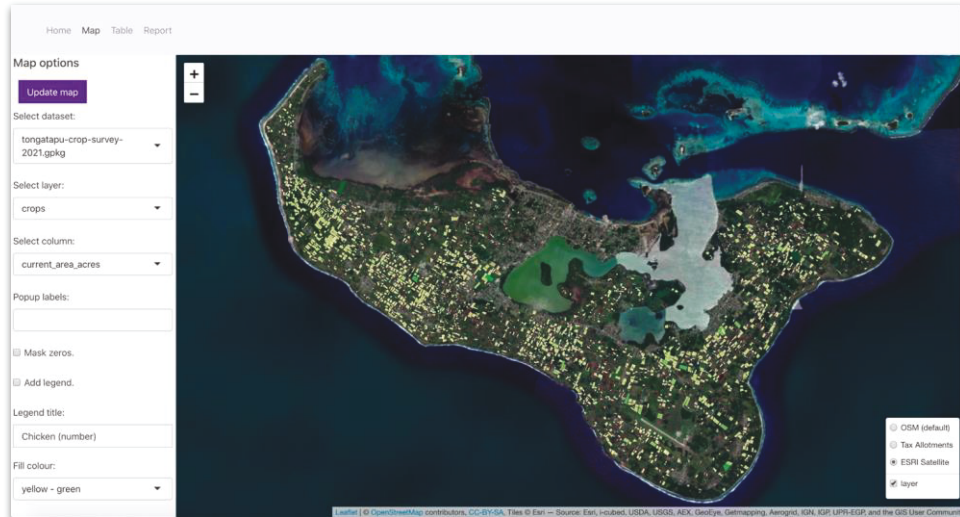 Home Map Table Report
Map options
Update map
Select dataset:
tongatapu-crop-survey-
2021.gpkg
Select layer:
crops
Select column:
current_area_acres
Popup labels:
Mask zeros.
Add legend.
Legend title:
Chicken (number)
Fill colour:
yellow - green
+
−
OSM (default)
Tax Allotments
ESRI Satellite
layer
Leaflet | © OpenStreetMap contributors, CC-BY-SA, Tiles © Esri — Source: Esri, i-cubed, USDA, USGS, AEX, GeoEye, Getmapping, Aerogrid, IGN, IGP, UPR-EGP, and the GIS User Communit